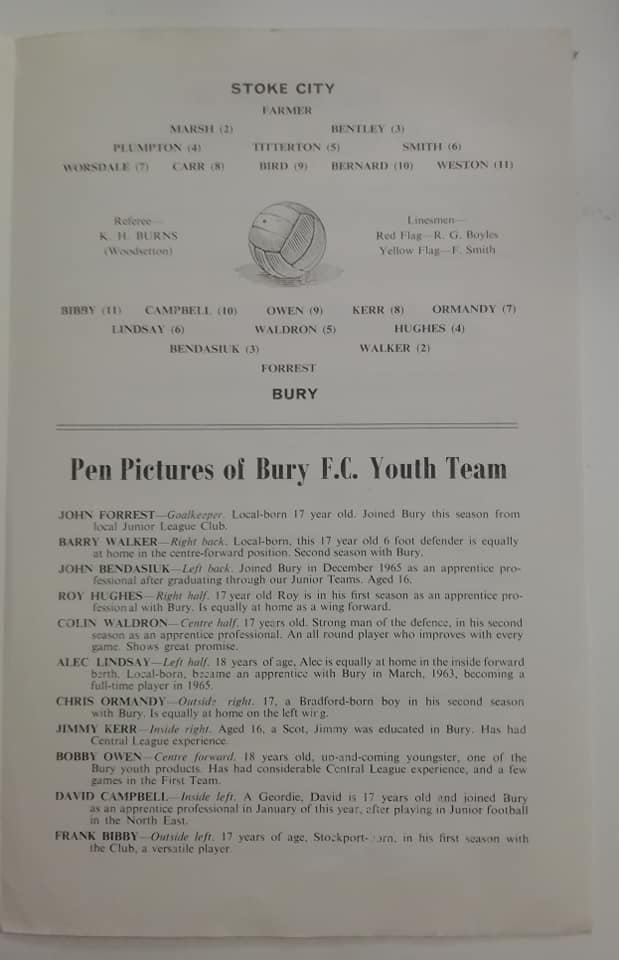 STOKE CITY
FARMER
MARSH (2) BENTLEY (3)
PLUMPTON (4) TITTERTON (5) SMITH (6)
WORSDALE (7) CARR (8) BIRD (9) BERNARD (10) WESTON (11)
Referee— Linesmen—
K. H. BURNS Red Flag—R. G. Boyles
(Woodsetton) Yellow Flag—F. Smith
BIBBY (11) CAMPBELL (10) OWEN (9) KERR (8) ORMANDY (7)
LINDSAY (6) WALDRON (5) HUGHES (4)
BENDASIUK (3) WALKER (2)
FORREST
BURY
Pen Pictures of Bury F.C. Youth Team
JOHN FORREST—Goalkeeper. Local-born 17 year old. Joined Bury this season from
local Junior League Club.
BARRY WALKER—Right back. Local-born, this 17 year old 6 foot defender is equally
at home in the centre-forward position. Second season with Bury.
JOHN BENDASIUK—Left back. Joined Bury in December 1965 as an apprentice pro-
fessional after graduating through our Junior Teams. Aged 16.
ROY HUGHES—Right half. 17 year old Roy is in his first season as an apprentice pro-
fessional with Bury. Is equally at home as a wing forward.
COLIN WALDRON—Centre half. 17 years old. Strong man of the defence, in his second
season as an apprentice professional. An all round player who improves with every
game. Shows great promise.
ALEC LINDSAY—Left half. 18 years of age, Alec is equally at home in the inside forward
berth. Local-born, became an apprentice with Bury in March, 1963, becoming a
full-time player in 1965.
CHRIS ORMANDY—Outside right. 17, a Bradford-born boy in his second season
with Bury. Is equally at home on the left wing.
JIMMY KERR—Inside right. Aged 16, a Scot, Jimmy was educated in Bury. Has had
Central League experience.
BOBBY OWEN—Centre forward. 18 years old, up-and-coming youngster, one of the
Bury youth products. Has had considerable Central League experience, and a few
games in the First Team.
DAVID CAMPBELL—Inside left. A Geordie, David is 17 years old and joined Bury
as an apprentice professional in January of this year, after playing in Junior football
in the North East.
FRANK BIBBY—Outside left. 17 years of age, Stockport-born, in his first season with
the Club, a versatile player.